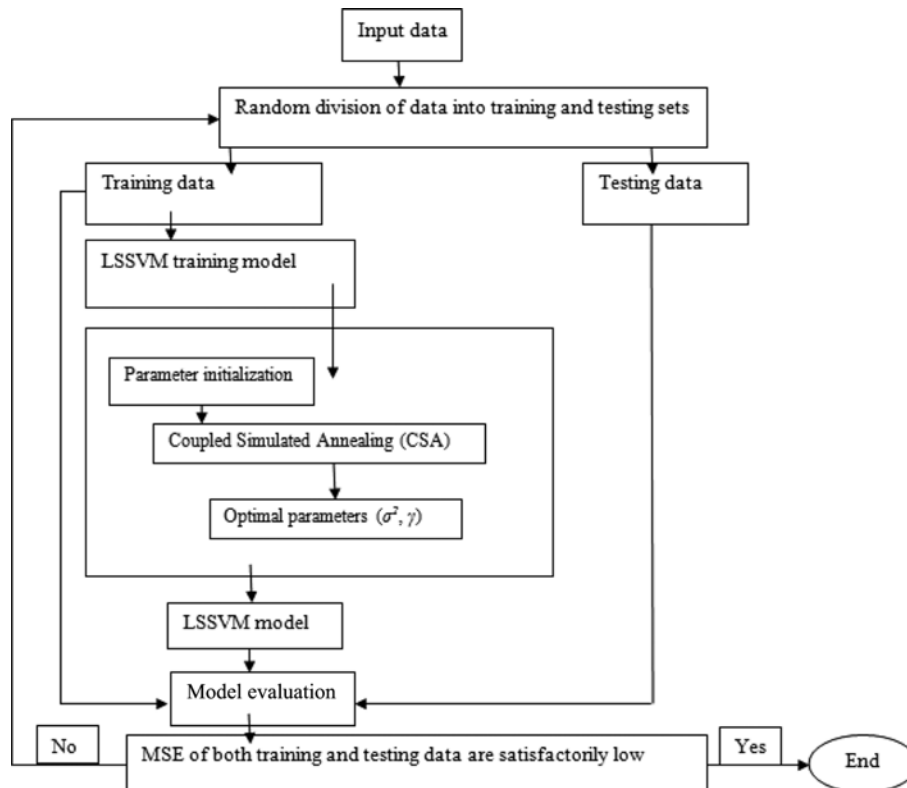 Input data
Random division of data into training and testing sets
Training data
Testing data
LSSVM training model
Parameter initialization
Coupled Simulated Annealing (CSA)
Optimal parameters (σ², γ)
LSSVM model
Model evaluation
No
MSE of both training and testing data are satisfactorily low
Yes
End